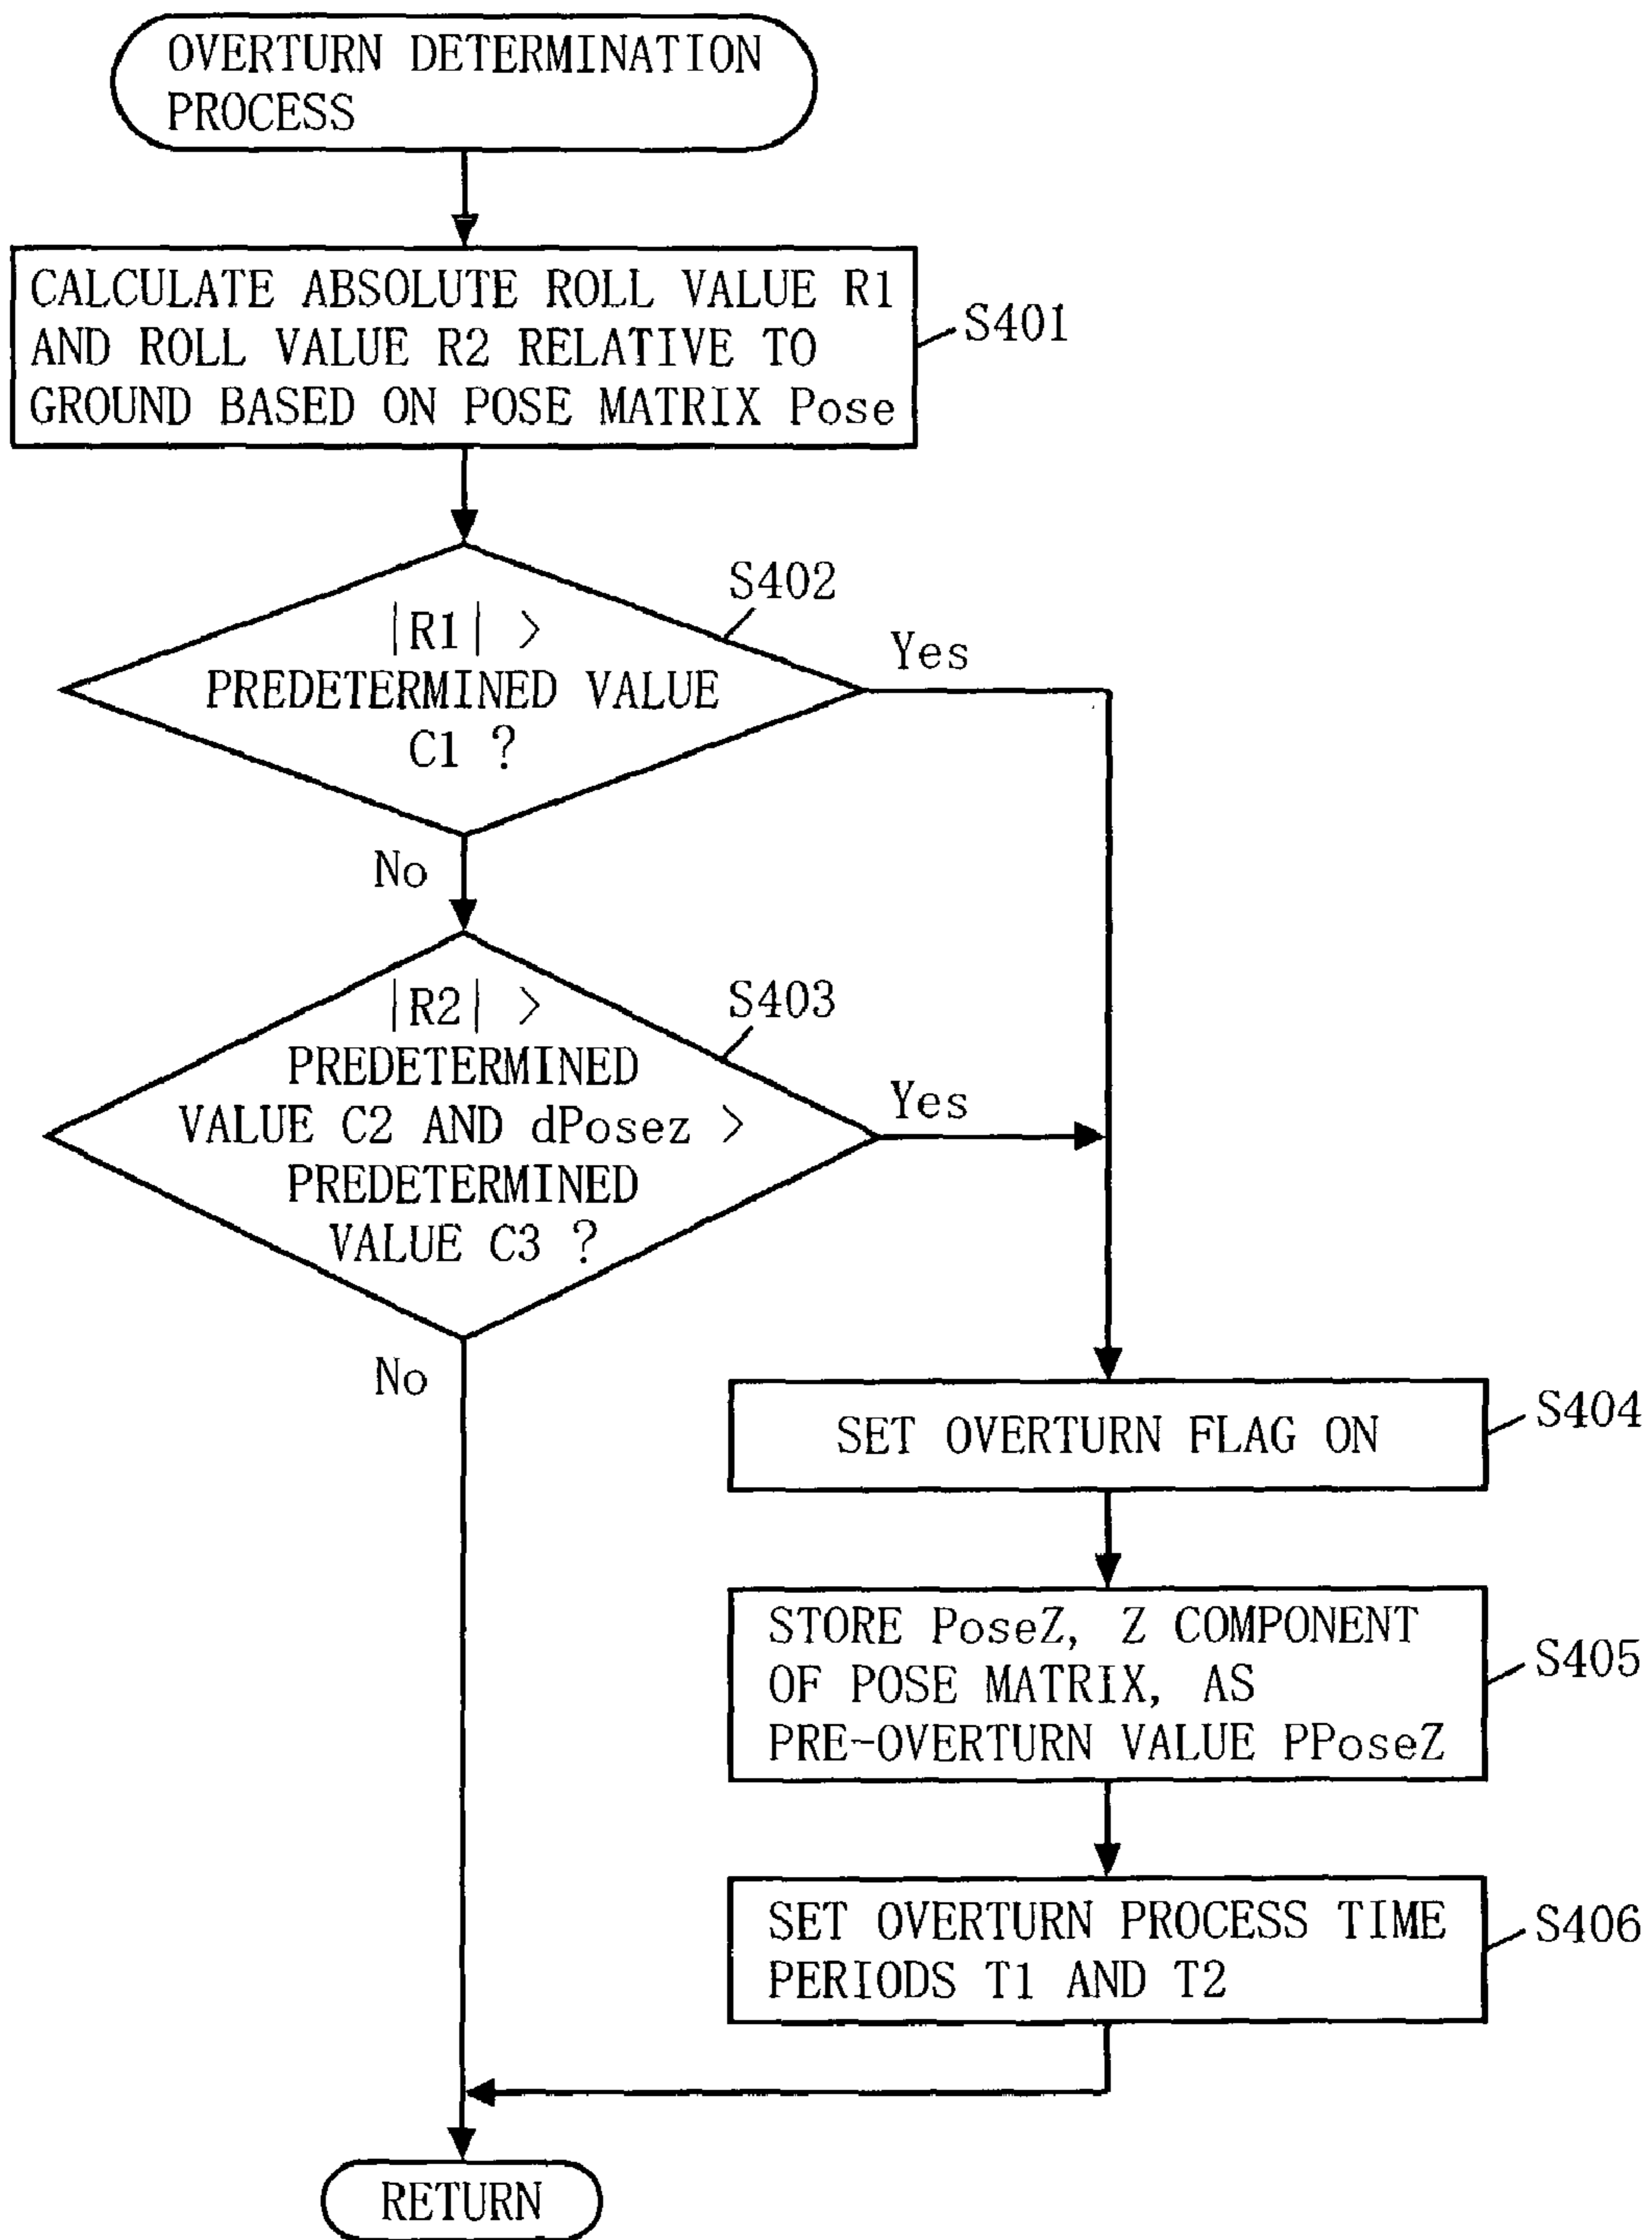 OVERTURN DETERMINATION
PROCESS
CALCULATE ABSOLUTE ROLL VALUE R1
AND ROLL VALUE R2 RELATIVE TO
GROUND BASED ON POSE MATRIX Pose
S401
S402
|R1| >
PREDETERMINED VALUE
C1 ?
Yes
No
S403
|R2| >
PREDETERMINED
VALUE C2 AND dPosez >
PREDETERMINED
VALUE C3 ?
Yes
No
SET OVERTURN FLAG ON
S404
STORE PoseZ, Z COMPONENT
OF POSE MATRIX, AS
PRE-OVERTURN VALUE PPoseZ
S405
SET OVERTURN PROCESS TIME
PERIODS T1 AND T2
S406
RETURN